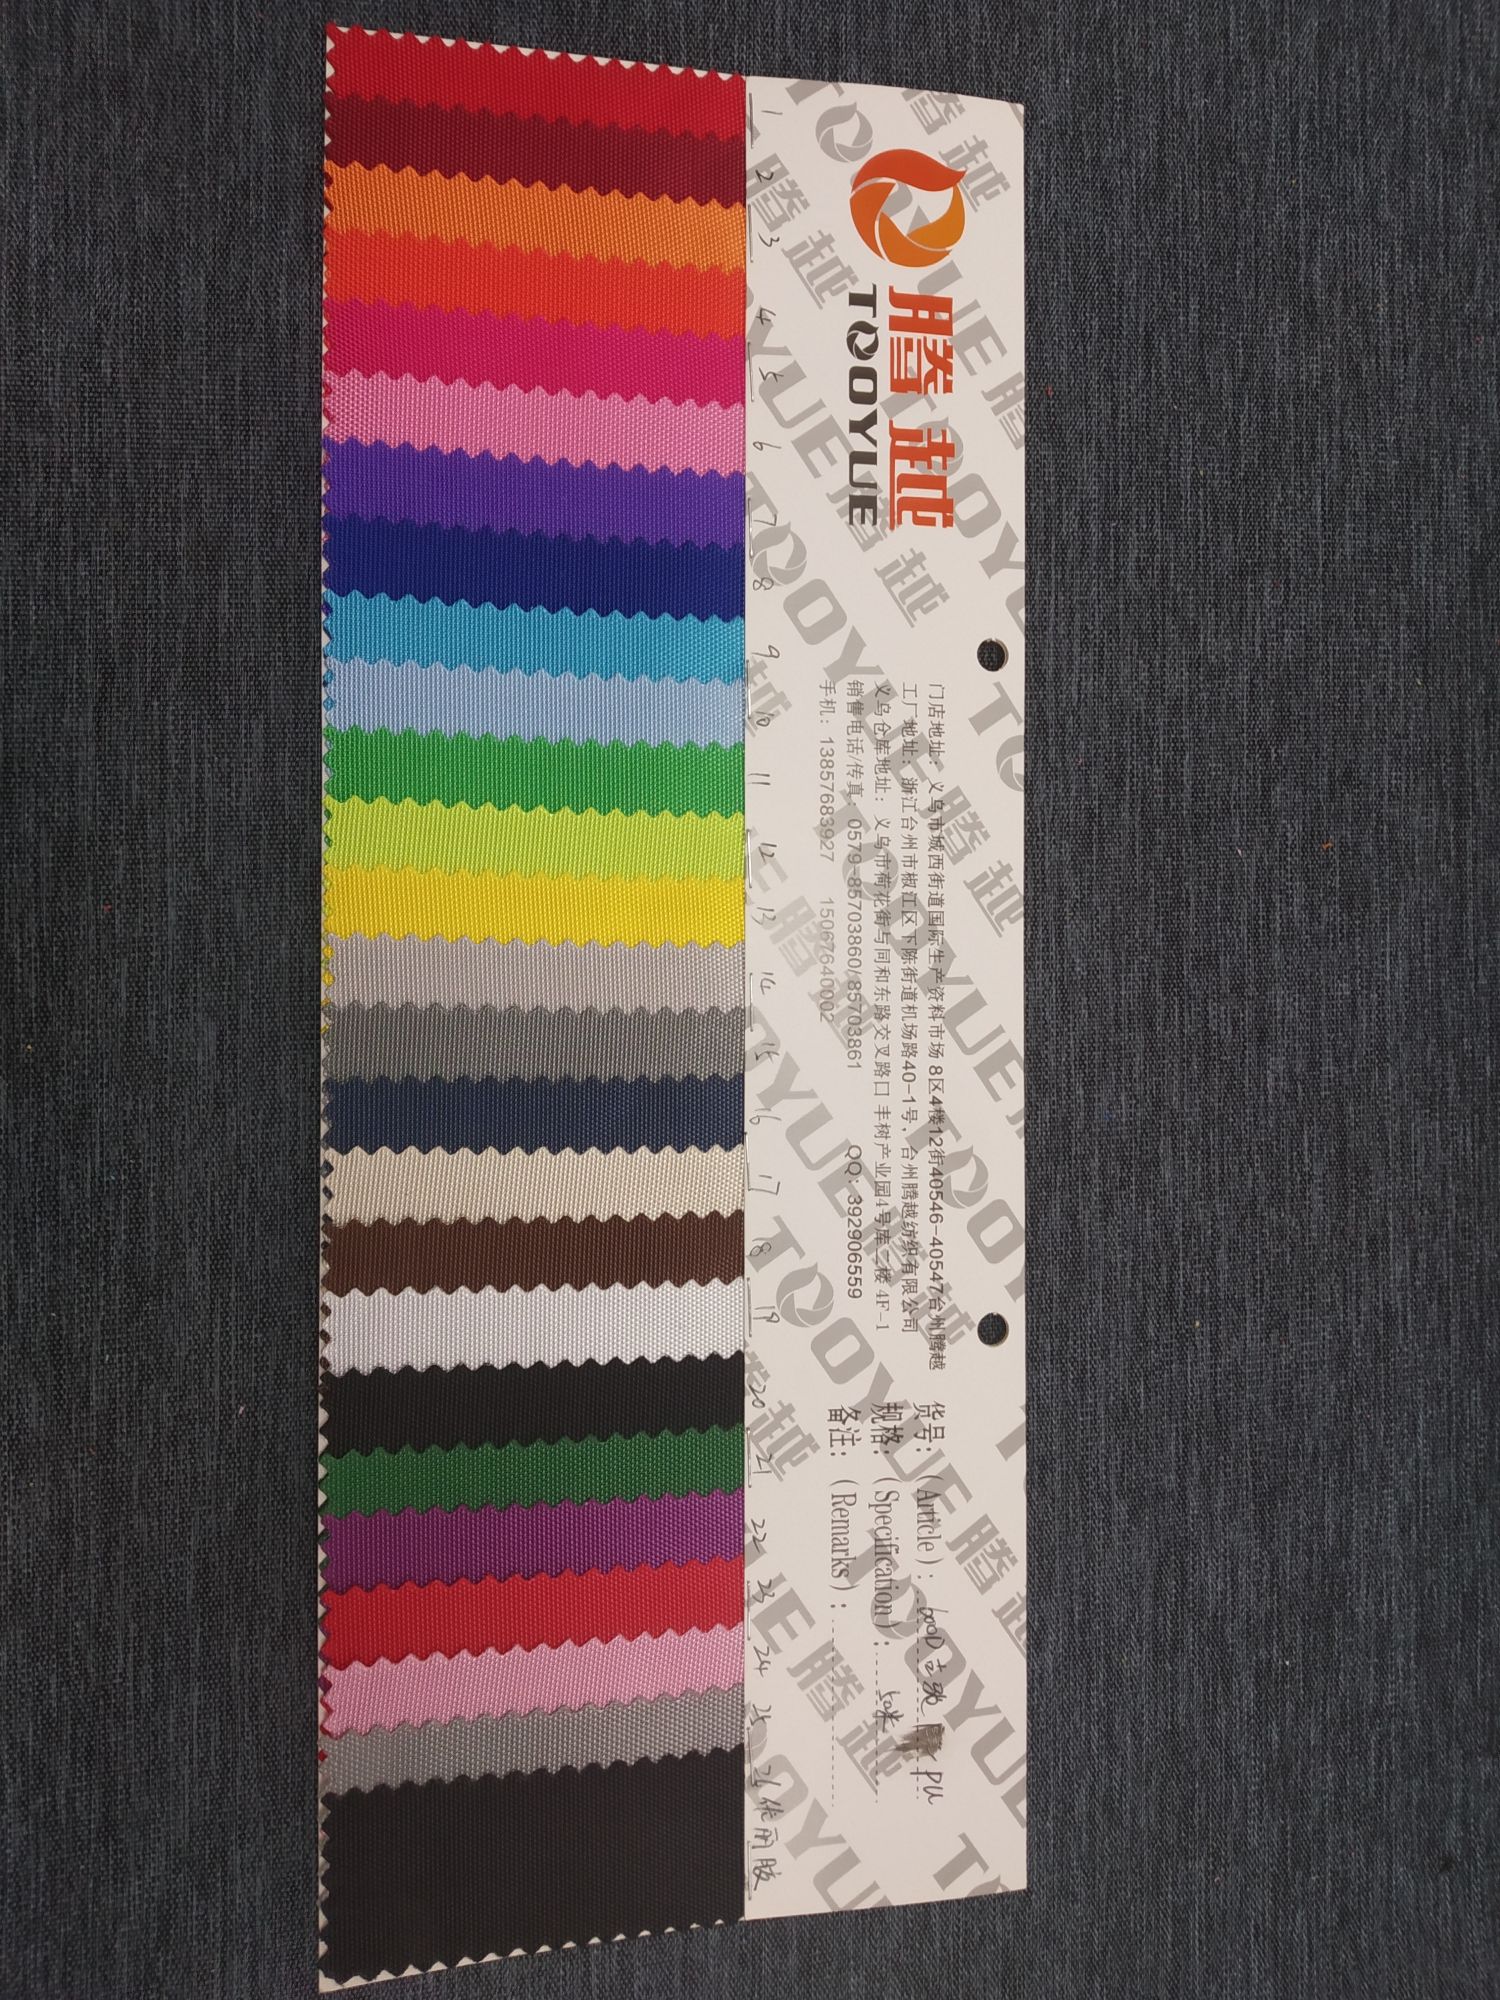 腾越
TOOYUE
门店地址：义乌市城西街道国际生产资料市场 8区4楼12街40546-40547台州腾越
工厂地址：浙江台州市椒江区下陈街道机场路40-1号，台州腾越纺织有限公司
义乌仓库地址：义乌市荷花街与同和东路交叉路口 丰树产业园4号库二楼 4F-1
销售电话/传真：0579-85703860/85703861 QQ：392906559
手机：13857683927 15067640002
货号：（Article）：600D PU
规格：（Specification）：50米
备注：（Remarks）：
1
2
3
4
5
6
7
8
9
10
11
12
13
14
15
16
17
18
19
20
21
22
23
24
25
26